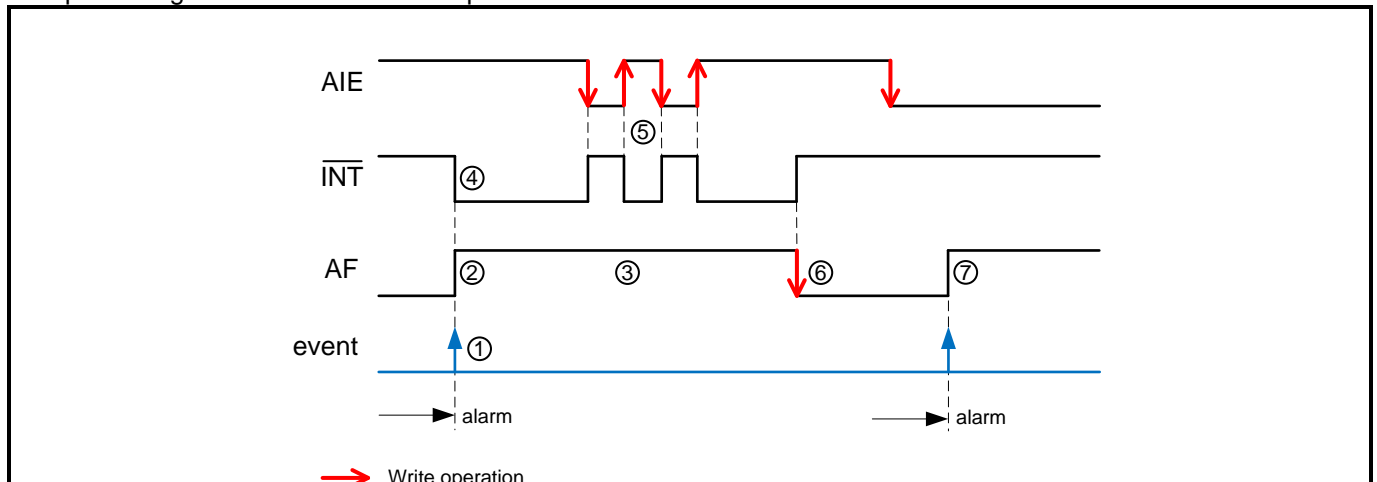 AIE
⑤
INT
④
AF
② ③ ⑥ ⑦
event
①
alarm alarm
Write operation